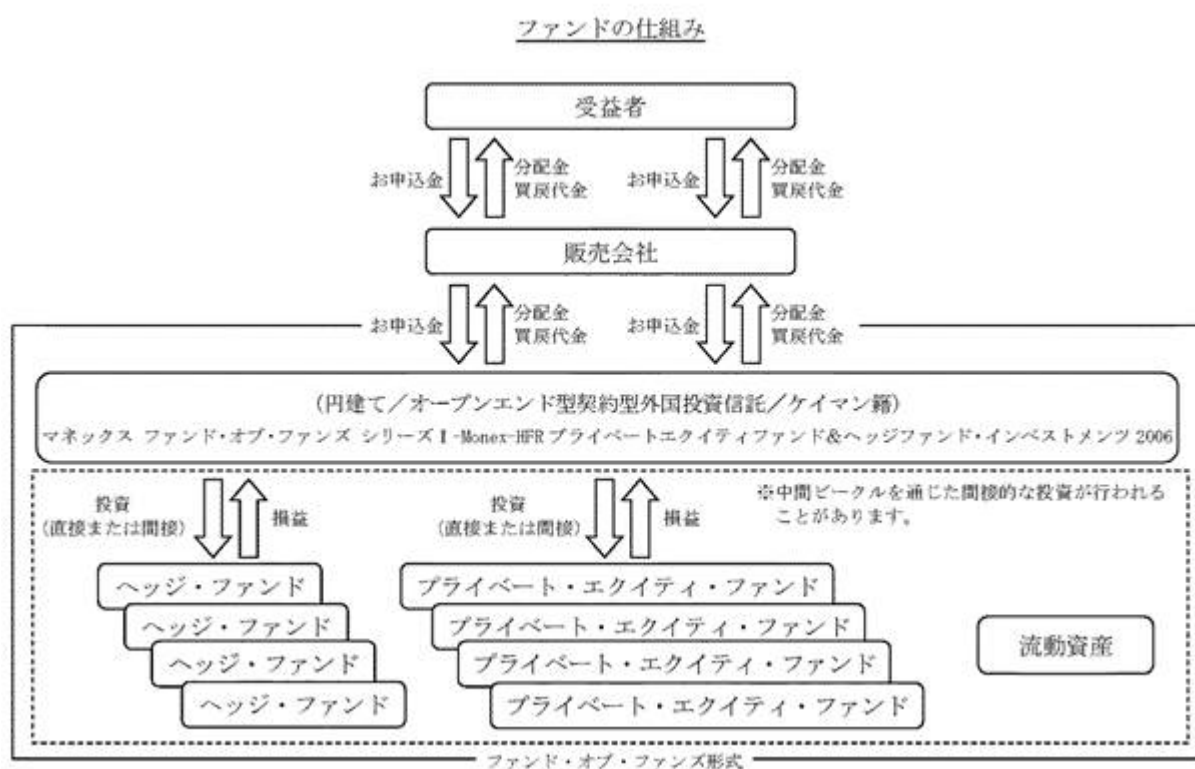 ファンドの仕組み
受益者
お申込金
分配金
買戻代金
お申込金
分配金
買戻代金
販売会社
お申込金
分配金
買戻代金
お申込金
分配金
買戻代金
(円建て/オープンエンド型契約型外国投資信託/ケイマン籍)
マネックス ファンド・オブ・ファンズ シリーズⅠ-Monex-HFRプライベートエクイティファンド&ヘッジファンド・インベストメンツ2006
投資
(直接または間接)
損益
投資
(直接または間接)
損益
※中間ビークルを通じた間接的な投資が行われる
ことがあります。
ヘッジ・ファンド
ヘッジ・ファンド
ヘッジ・ファンド
ヘッジ・ファンド
プライベート・エクイティ・ファンド
プライベート・エクイティ・ファンド
プライベート・エクイティ・ファンド
プライベート・エクイティ・ファンド
流動資産
ファンド・オブ・ファンズ形式